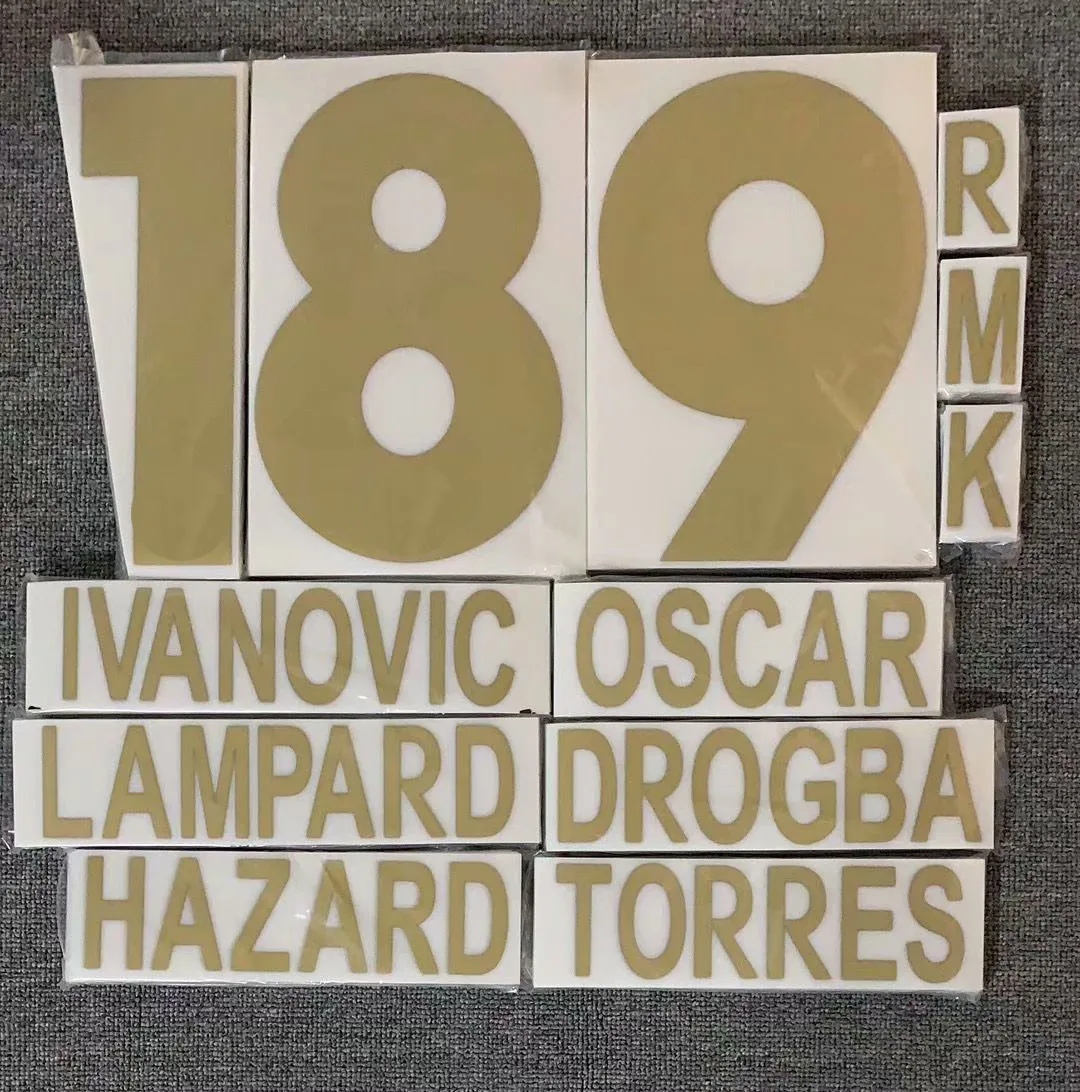 189
R
M
K
IVANOVIC OSCAR
LAMPARD DROGBA
HAZARD TORRES